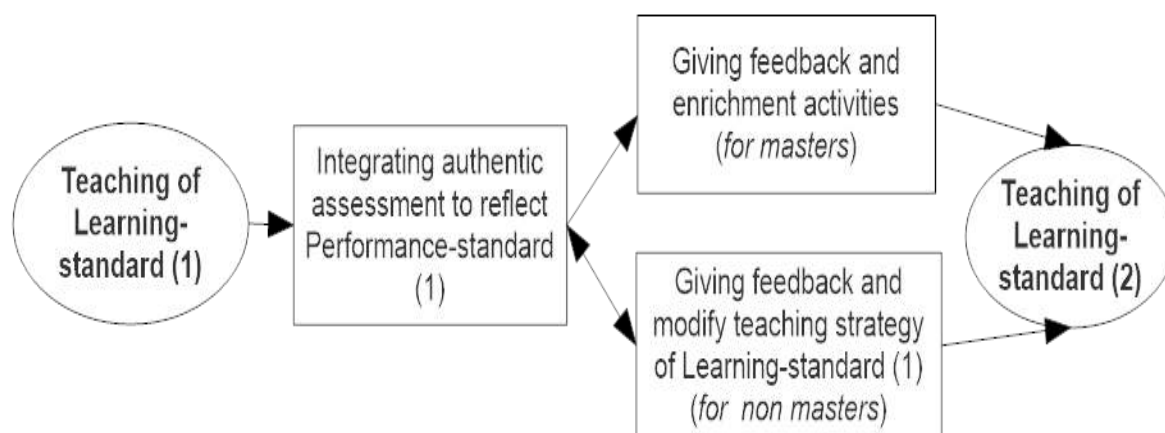 Teaching of
Learning-
standard (1)
Integrating authentic
assessment to reflect
Performance-standard
(1)
Giving feedback and
enrichment activities
(for masters)
Giving feedback and
modify teaching strategy
of Learning-standard (1)
(for non masters)
Teaching of
Learning-
standard (2)